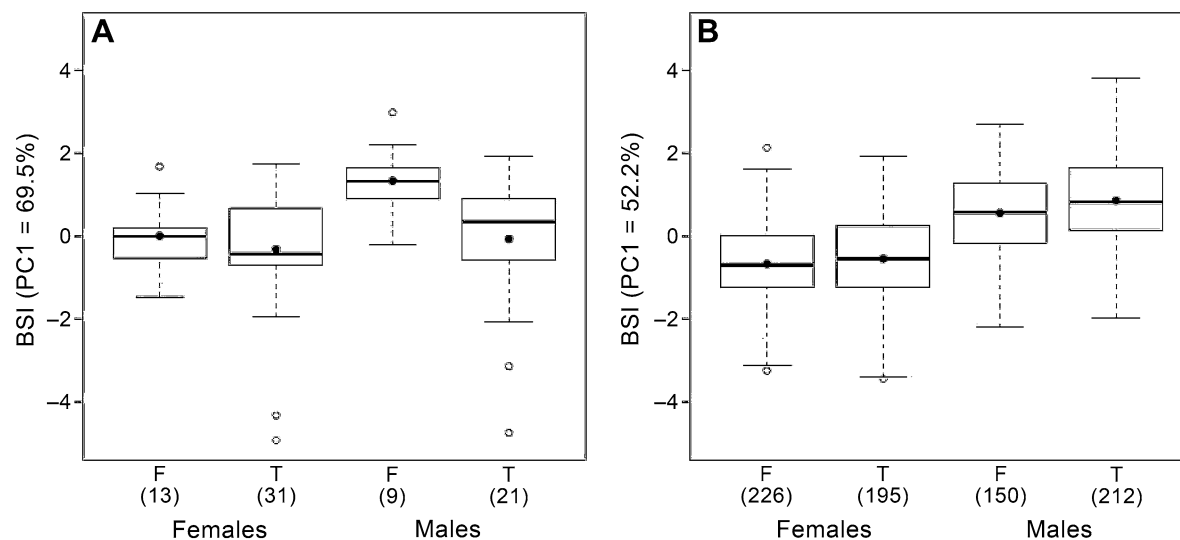 A
BSI (PC1 = 69.5%)
4
2
0
–2
–4
F T F T
(13) (31) (9) (21)
Females Males
B
BSI (PC1 = 52.2%)
4
2
0
–2
–4
F T F T
(226) (195) (150) (212)
Females Males